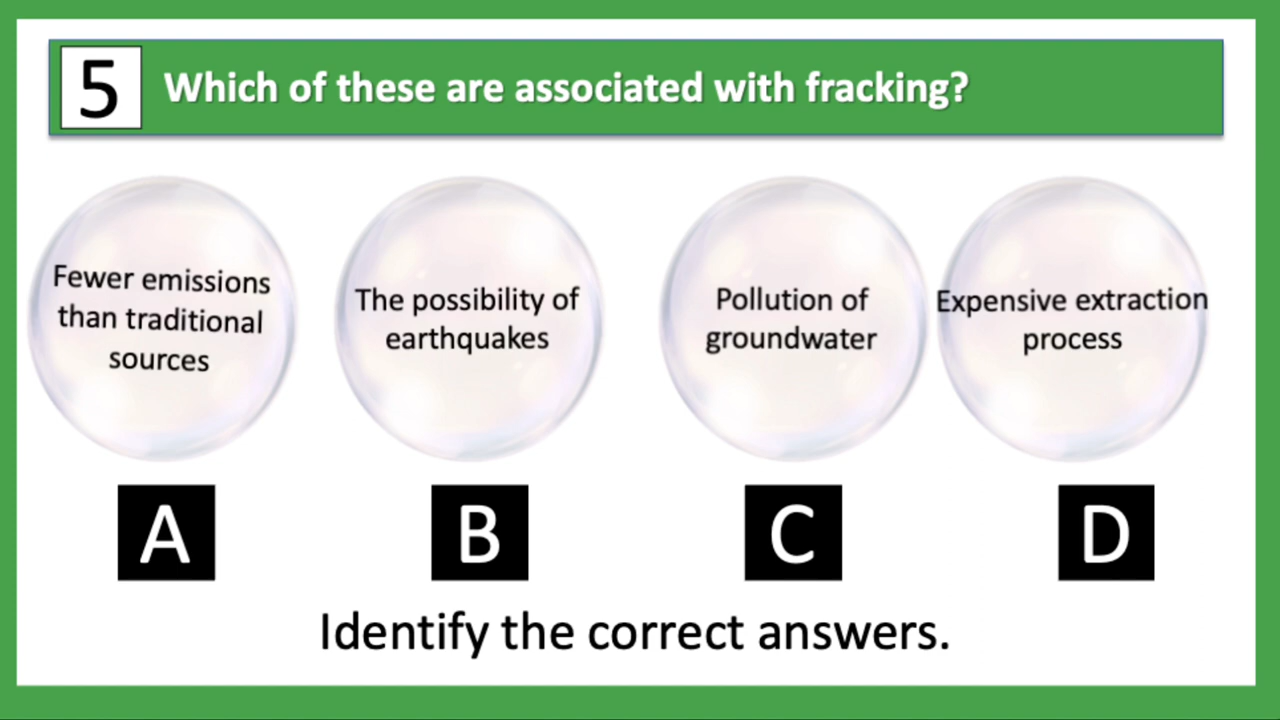 5
Which of these are associated with fracking?
Fewer emissions
than traditional
sources
The possibility of
earthquakes
Pollution of
groundwater
Expensive extraction
process
A
B
C
D
Identify the correct answers.